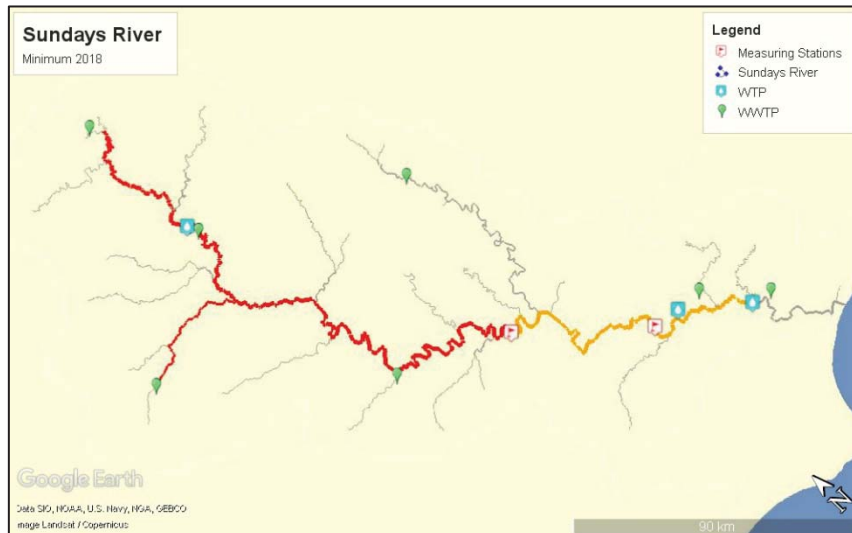 Sundays River
Minimum 2018
Legend
Measuring Stations
Sundays River
WTP
WWTP
Google Earth
Data SIO, NOAA, U.S. Navy, NGA, GEBCO
Image Landsat / Copernicus
N
90 km